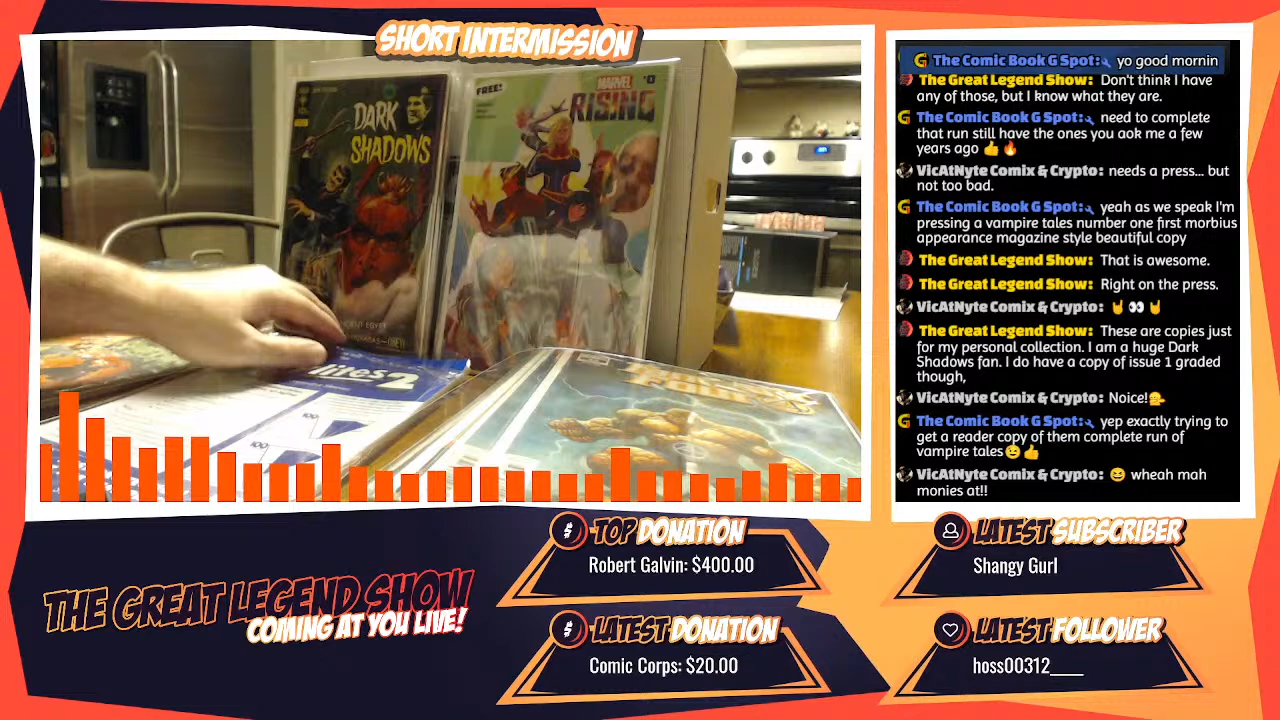 SHORT INTERMISSION
DARK
SHADOWS
FREE!
MARVEL
RISING
#0
100
100
The Comic Book G Spot: yo good mornin
The Great Legend Show: Don't think I have
any of those, but I know what they are.
The Comic Book G Spot: need to complete
that run still have the ones you aok me a few
years ago 👍🔥
VicAtNyte Comix & Crypto: needs a press... but
not too bad.
The Comic Book G Spot: yeah as we speak I'm
pressing a vampire tales number one first morbius
appearance magazine style beautiful copy
The Great Legend Show: That is awesome.
The Great Legend Show: Right on the press.
VicAtNyte Comix & Crypto: 🤘👀🤘
The Great Legend Show: These are copies just
for my personal collection. I am a huge Dark
Shadows fan. I do have a copy of issue 1 graded
though,
VicAtNyte Comix & Crypto: Noice!
The Comic Book G Spot: yep exactly trying to
get a reader copy of them complete run of
vampire tales😉👍
VicAtNyte Comix & Crypto: 😆 wheah mah
monies at!!
THE GREAT LEGEND SHOW
COMING AT YOU LIVE!
TOP DONATION
Robert Galvin: $400.00
LATEST DONATION
Comic Corps: $20.00
LATEST SUBSCRIBER
Shangy Gurl
LATEST FOLLOWER
hoss00312____